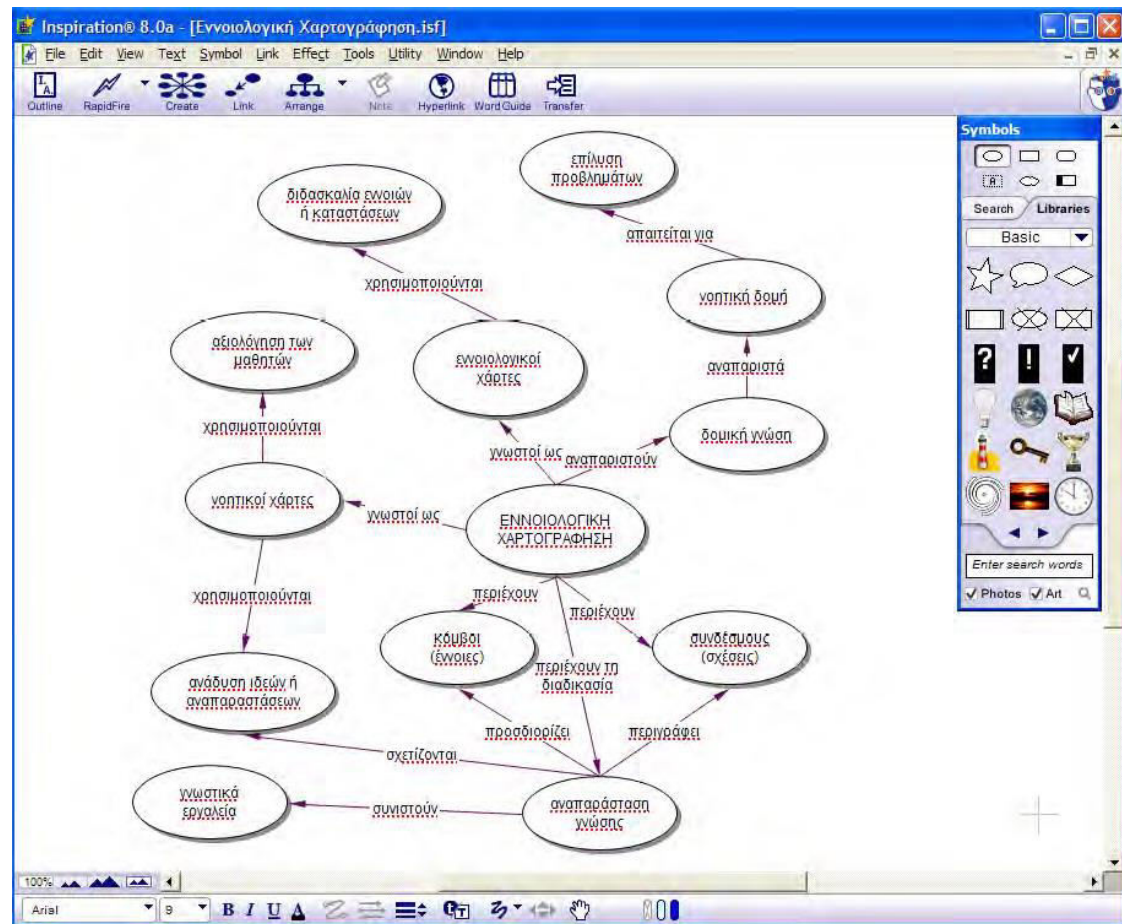 Inspiration® 8.0a - [Εννοιολογική Χαρτογράφηση.isf]
File Edit View Text Symbol Link Effect Tools Utility Window Help
Outline RapidFire Create Link Arrange Note Hyperlink Word Guide Transfer
Symbols
Search Libraries
Basic
Enter search words
Photos Art
επίλυση
προβλημάτων
διδασκαλία εννοιών
ή καταστάσεων
απαιτείται για
χρησιμοποιούνται
νοητική δομή
αξιολόγηση των
μαθητών
εννοιολογικοί
χάρτες
αναπαριστά
χρησιμοποιούνται
δομική γνώση
γνωστοί ως
αναπαριστούν
νοητικοί χάρτες
γνωστοί ως
ΕΝΝΟΙΟΛΟΓΙΚΗ
ΧΑΡΤΟΓΡΑΦΗΣΗ
χρησιμοποιούνται
περιέχουν
περιέχουν
κόμβοι
(έννοιες)
περιέχουν τη
διαδικασία
συνδέσμους
(σχέσεις)
ανάδυση ιδεών ή
αναπαραστάσεων
προσδιορίζει
περιγράφει
σχετίζονται
γνωστικά
εργαλεία
συνιστούν
αναπαράσταση
γνώσης
100%
Arial 9 B I U A